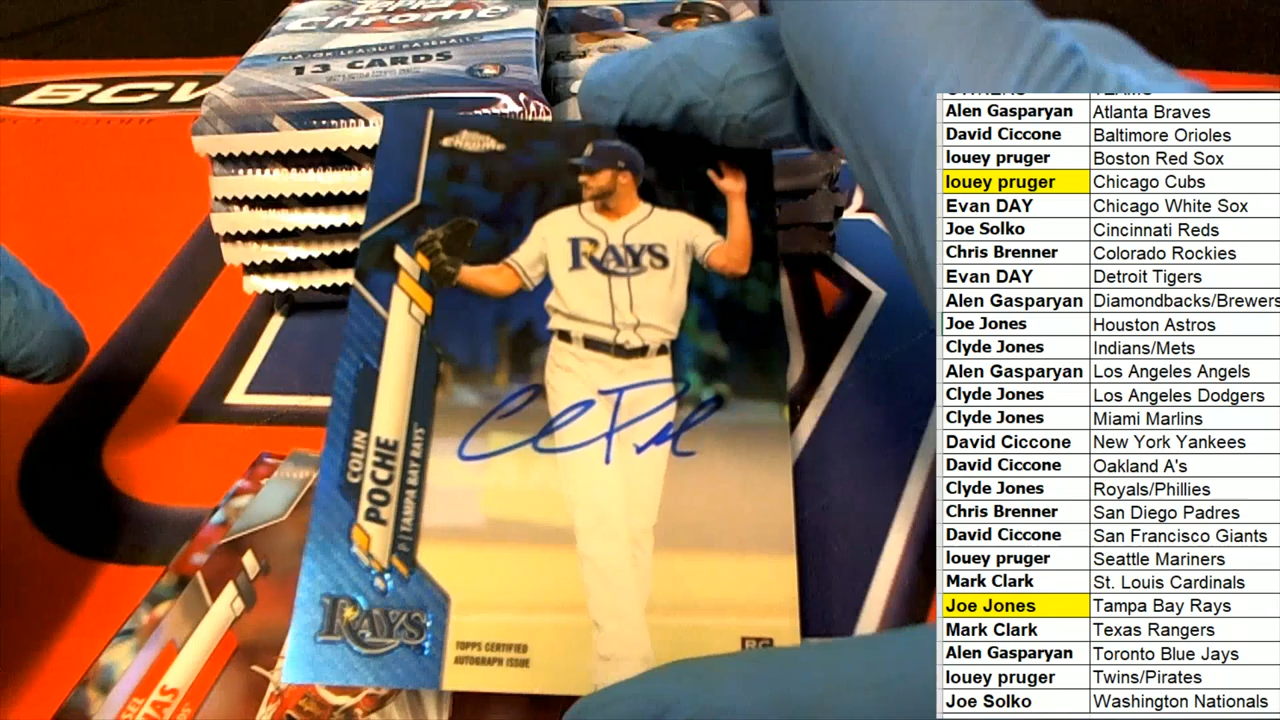 Topps
Chrome
MAJOR LEAGUE BASEBALL
13 CARDS
BCW
TOPPS
CHROME
RAYS
COLIN
POCHE
P | TAMPA BAY RAYS
RAYS
TOPPS CERTIFIED
AUTOGRAPH ISSUE
RC
Alen Gasparyan Atlanta Braves
David Ciccone Baltimore Orioles
louey pruger Boston Red Sox
louey pruger Chicago Cubs
Evan DAY Chicago White Sox
Joe Solko Cincinnati Reds
Chris Brenner Colorado Rockies
Evan DAY Detroit Tigers
Alen Gasparyan Diamondbacks/Brewers
Joe Jones Houston Astros
Clyde Jones Indians/Mets
Alen Gasparyan Los Angeles Angels
Clyde Jones Los Angeles Dodgers
Clyde Jones Miami Marlins
David Ciccone New York Yankees
David Ciccone Oakland A's
Clyde Jones Royals/Phillies
Chris Brenner San Diego Padres
David Ciccone San Francisco Giants
louey pruger Seattle Mariners
Mark Clark St. Louis Cardinals
Joe Jones Tampa Bay Rays
Mark Clark Texas Rangers
Alen Gasparyan Toronto Blue Jays
louey pruger Twins/Pirates
Joe Solko Washington Nationals